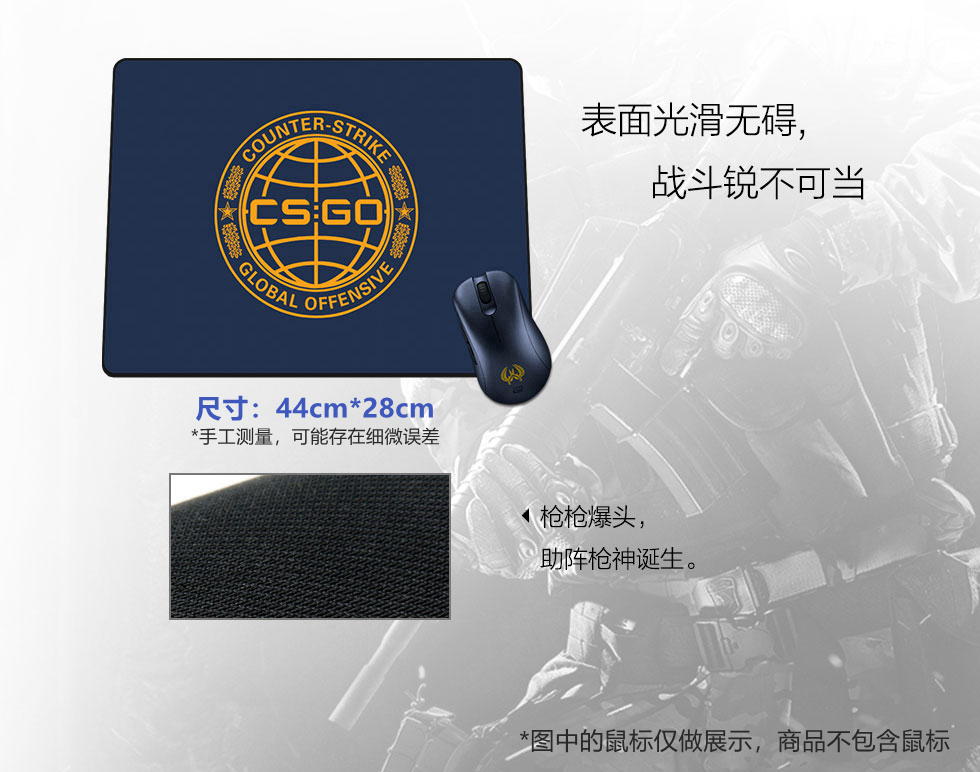 COUNTER-STRIKE
CS:GO
GLOBAL OFFENSIVE
表面光滑无碍，
战斗锐不可当
尺寸：44cm*28cm
*手工测量，可能存在细微误差
枪枪爆头，
助阵枪神诞生。
*图中的鼠标仅做展示，商品不包含鼠标